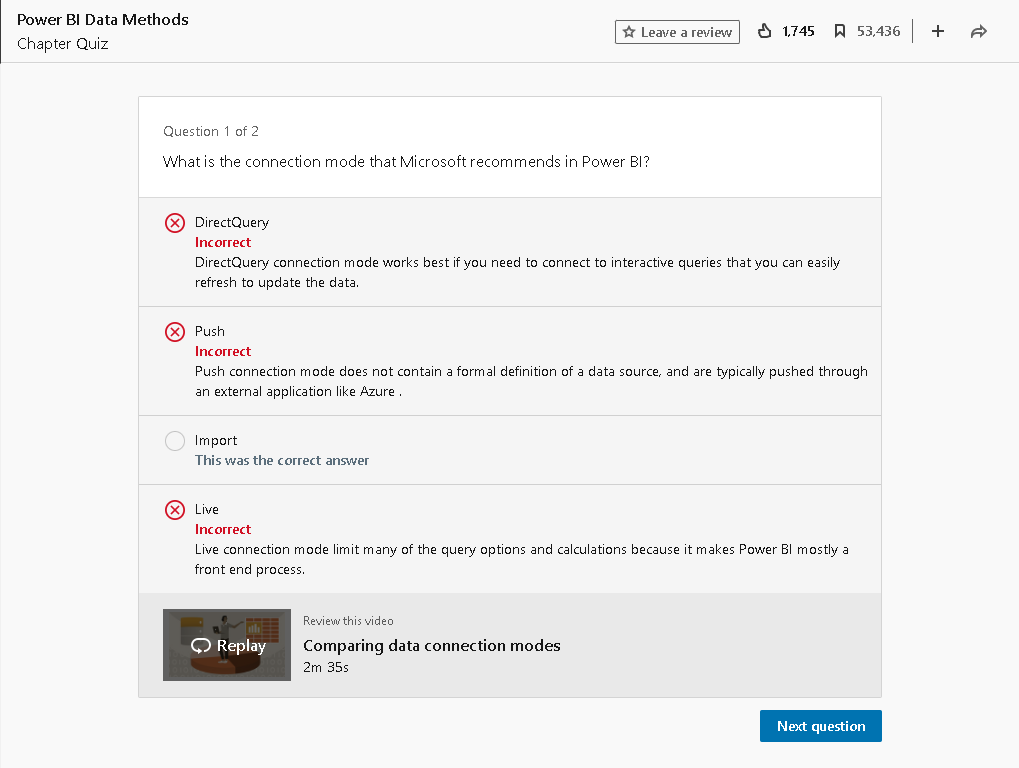 Power BI Data Methods
Chapter Quiz
Leave a review
1,745
53,436
Question 1 of 2
What is the connection mode that Microsoft recommends in Power BI?
DirectQuery
Incorrect
DirectQuery connection mode works best if you need to connect to interactive queries that you can easily
refresh to update the data.
Push
Incorrect
Push connection mode does not contain a formal definition of a data source, and are typically pushed through
an external application like Azure .
Import
This was the correct answer
Live
Incorrect
Live connection mode limit many of the query options and calculations because it makes Power BI mostly a
front end process.
Replay
Review this video
Comparing data connection modes
2m 35s
Next question